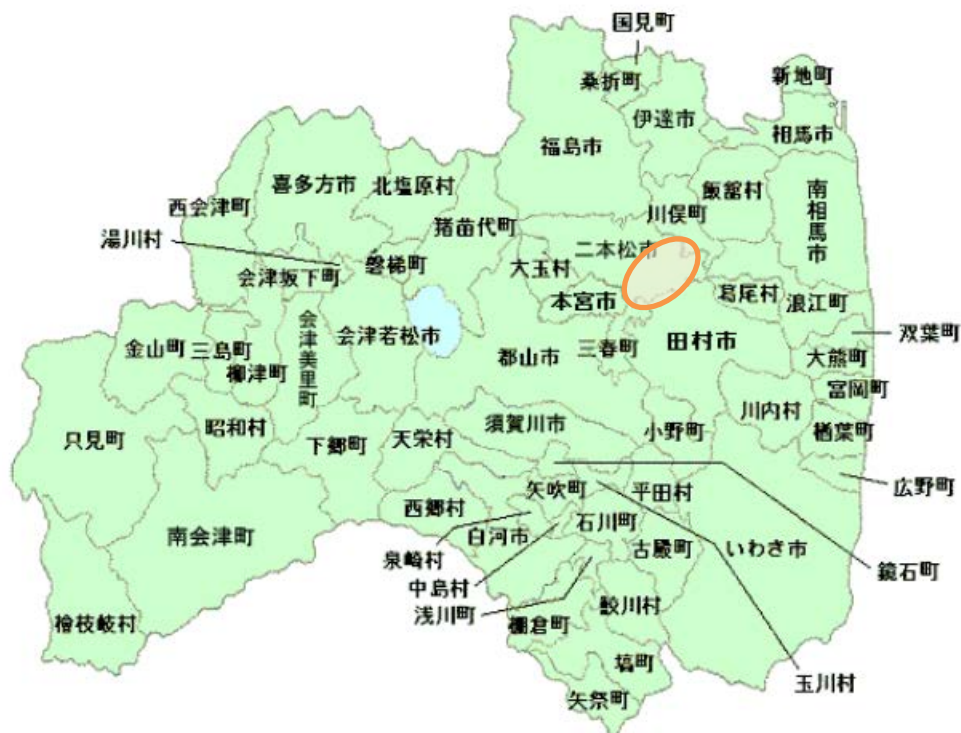 国見町
桑折町
新地町
伊達市
相馬市
福島市
喜多方市
北塩原村
飯舘村
南相馬市
西会津町
川俣町
猪苗代町
湯川村
二本松市
磐梯町
大玉村
会津坂下町
本宮市
葛尾村
浪江町
会津若松市
双葉町
金山町
三島町
会津美里町
郡山市
三春町
田村市
大熊町
柳津町
富岡町
川内村
昭和村
須賀川市
小野町
楢葉町
只見町
下郷町
天栄村
広野町
矢吹町
平田村
西郷村
石川町
南会津町
白河市
泉崎村
古殿町
いわき市
鏡石町
中島村
浅川町
鮫川村
檜枝岐村
棚倉町
塙町
玉川村
矢祭町